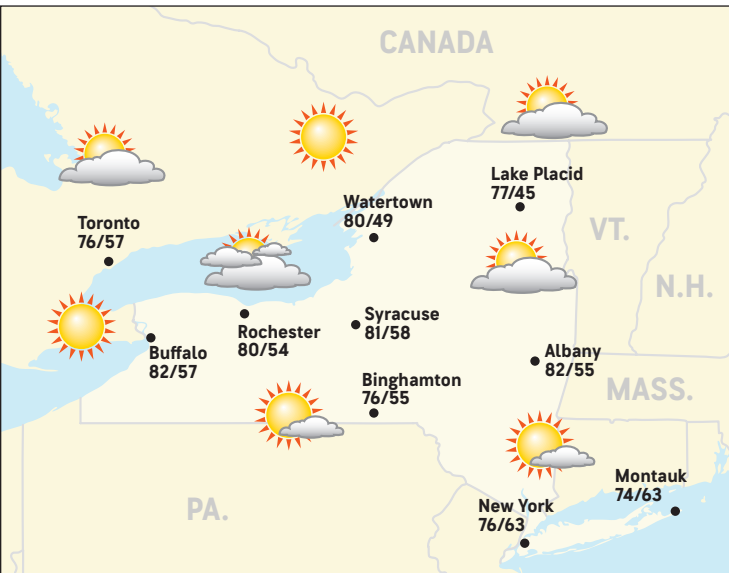 CANADA
Lake Placid
77/45
Watertown
80/49
Toronto
76/57
VT.
N.H.
Syracuse
81/58
Rochester
80/54
Buffalo
82/57
Albany
82/55
Binghamton
76/55
MASS.
Montauk
74/63
New York
76/63
PA.